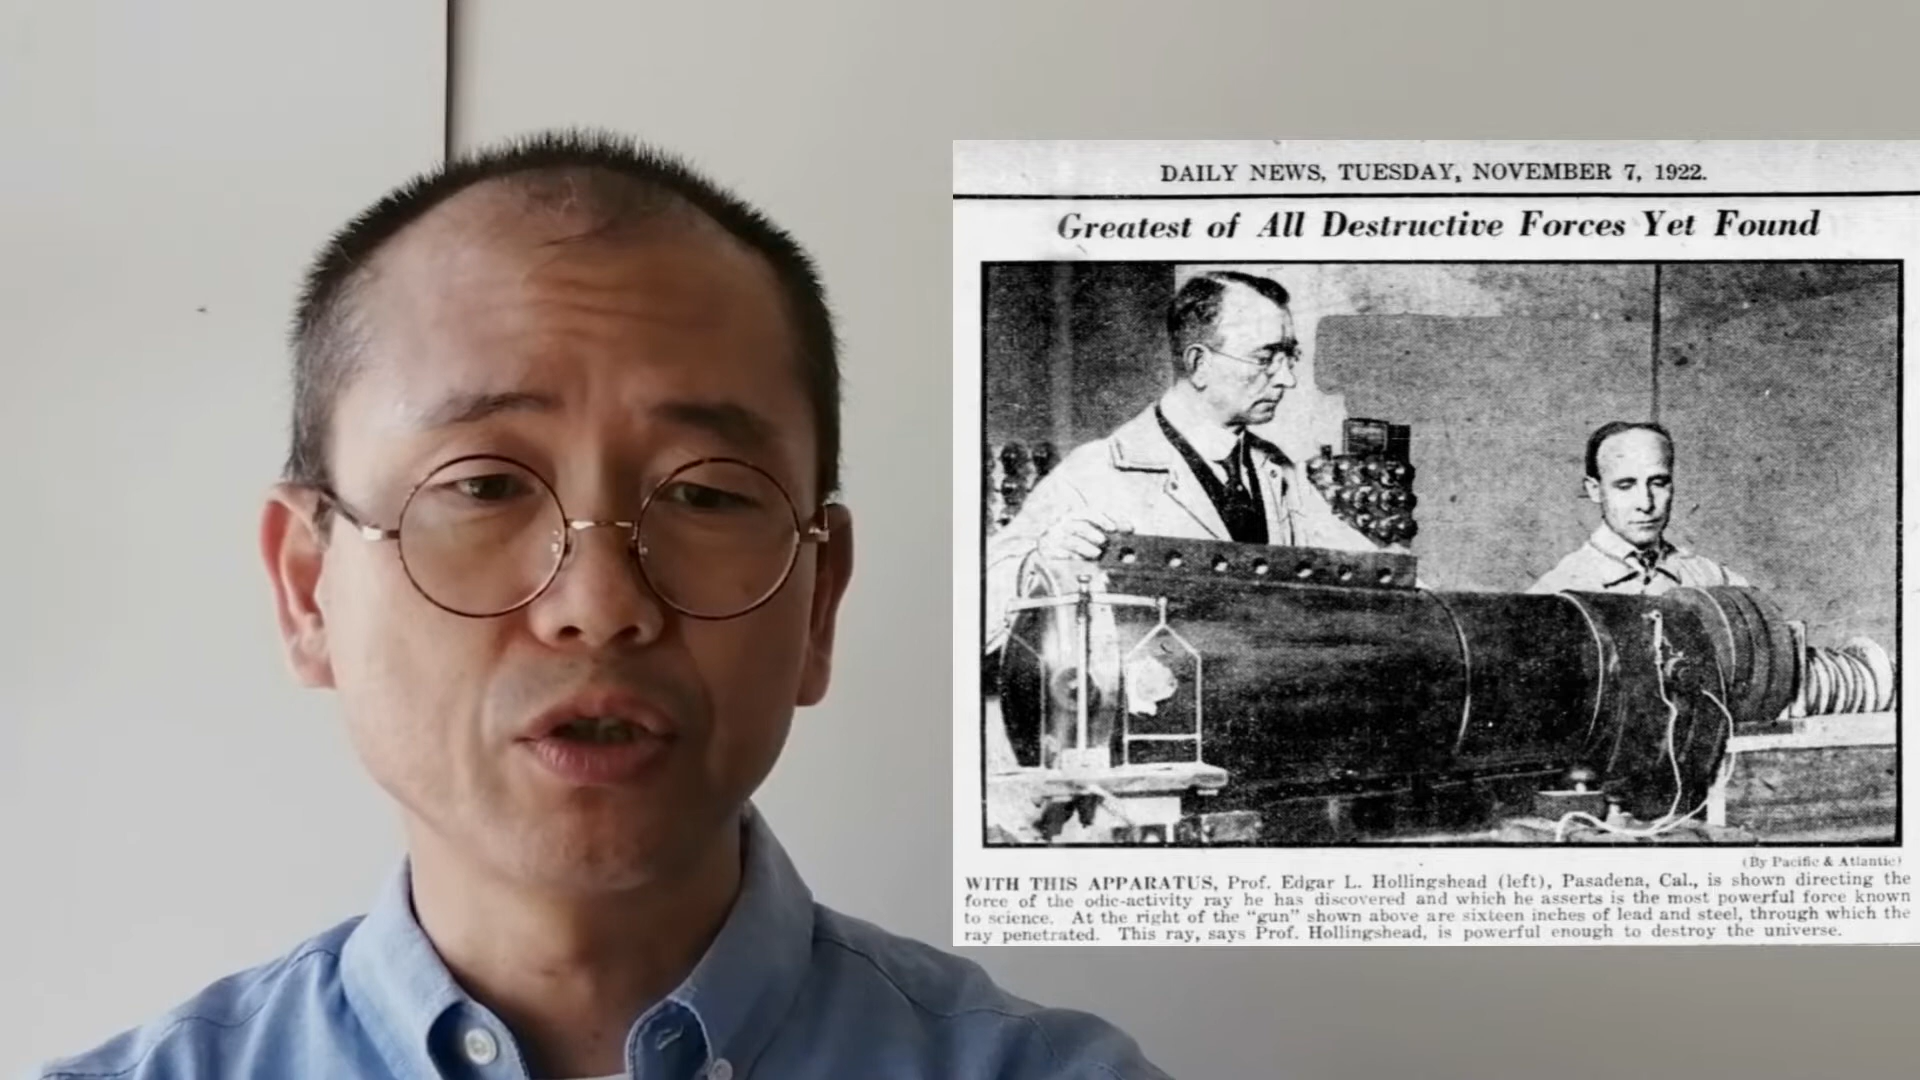 DAILY NEWS, TUESDAY, NOVEMBER 7, 1922.
Greatest of All Destructive Forces Yet Found
(By Pacific & Atlantic)
WITH THIS APPARATUS, Prof. Edgar L. Hollingshead (left), Pasadena, Cal., is shown directing the
force of the odic-activity ray he has discovered and which he asserts is the most powerful force known
to science. At the right of the "gun" shown above are sixteen inches of lead and steel, through which the
ray penetrated. This ray, says Prof. Hollingshead, is powerful enough to destroy the universe.